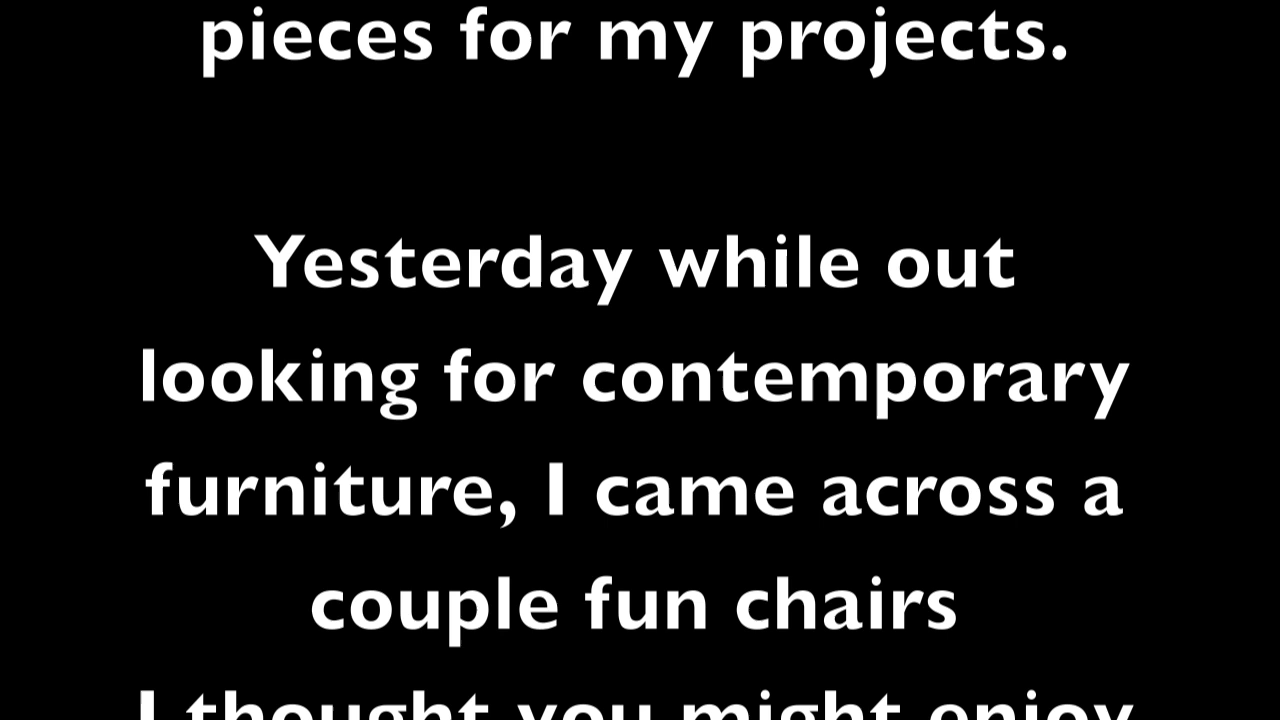 pieces for my projects.
Yesterday while out
looking for contemporary
furniture, I came across a
couple fun chairs
I thought you might enjoy